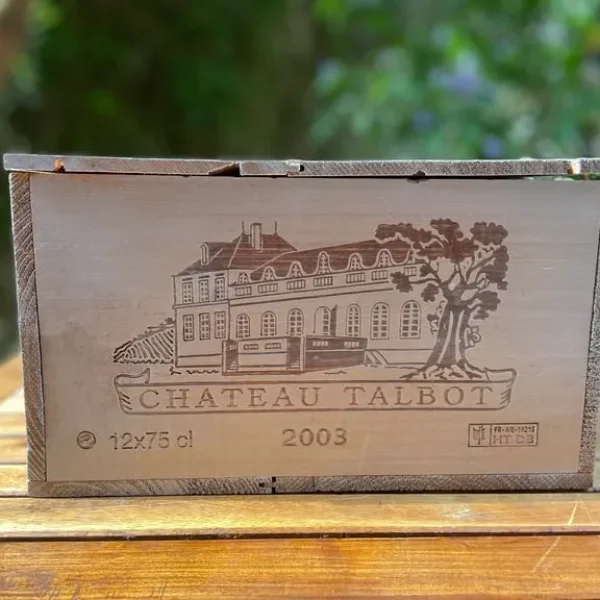 CHATEAU TALBOT
12x75 cl 2003
HT DB